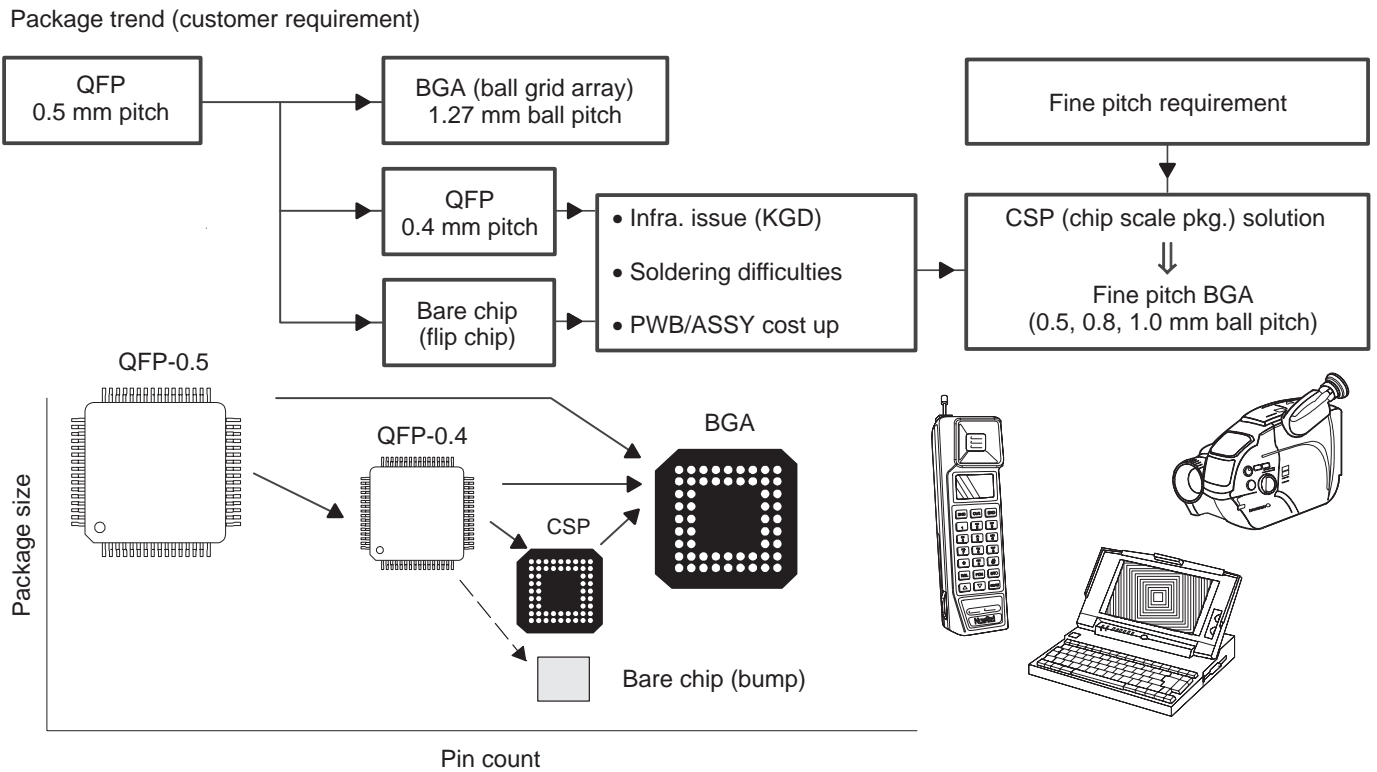 Package trend (customer requirement)
QFP
0.5 mm pitch
BGA (ball grid array)
1.27 mm ball pitch
Fine pitch requirement
QFP
0.4 mm pitch
• Infra. issue (KGD)
• Soldering difficulties
• PWB/ASSY cost up
CSP (chip scale pkg.) solution
⇓
Fine pitch BGA
(0.5, 0.8, 1.0 mm ball pitch)
Bare chip
(flip chip)
QFP-0.5
QFP-0.4
BGA
CSP
Bare chip (bump)
Package size
Pin count